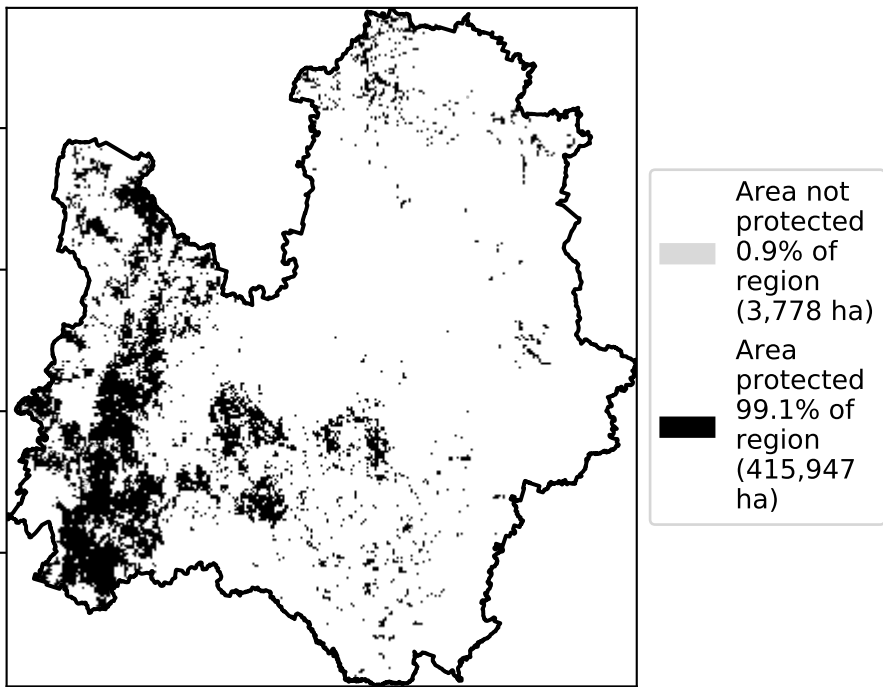 Area not
protected
0.9% of
region
(3,778 ha)
Area
protected
99.1% of
region
(415,947
ha)